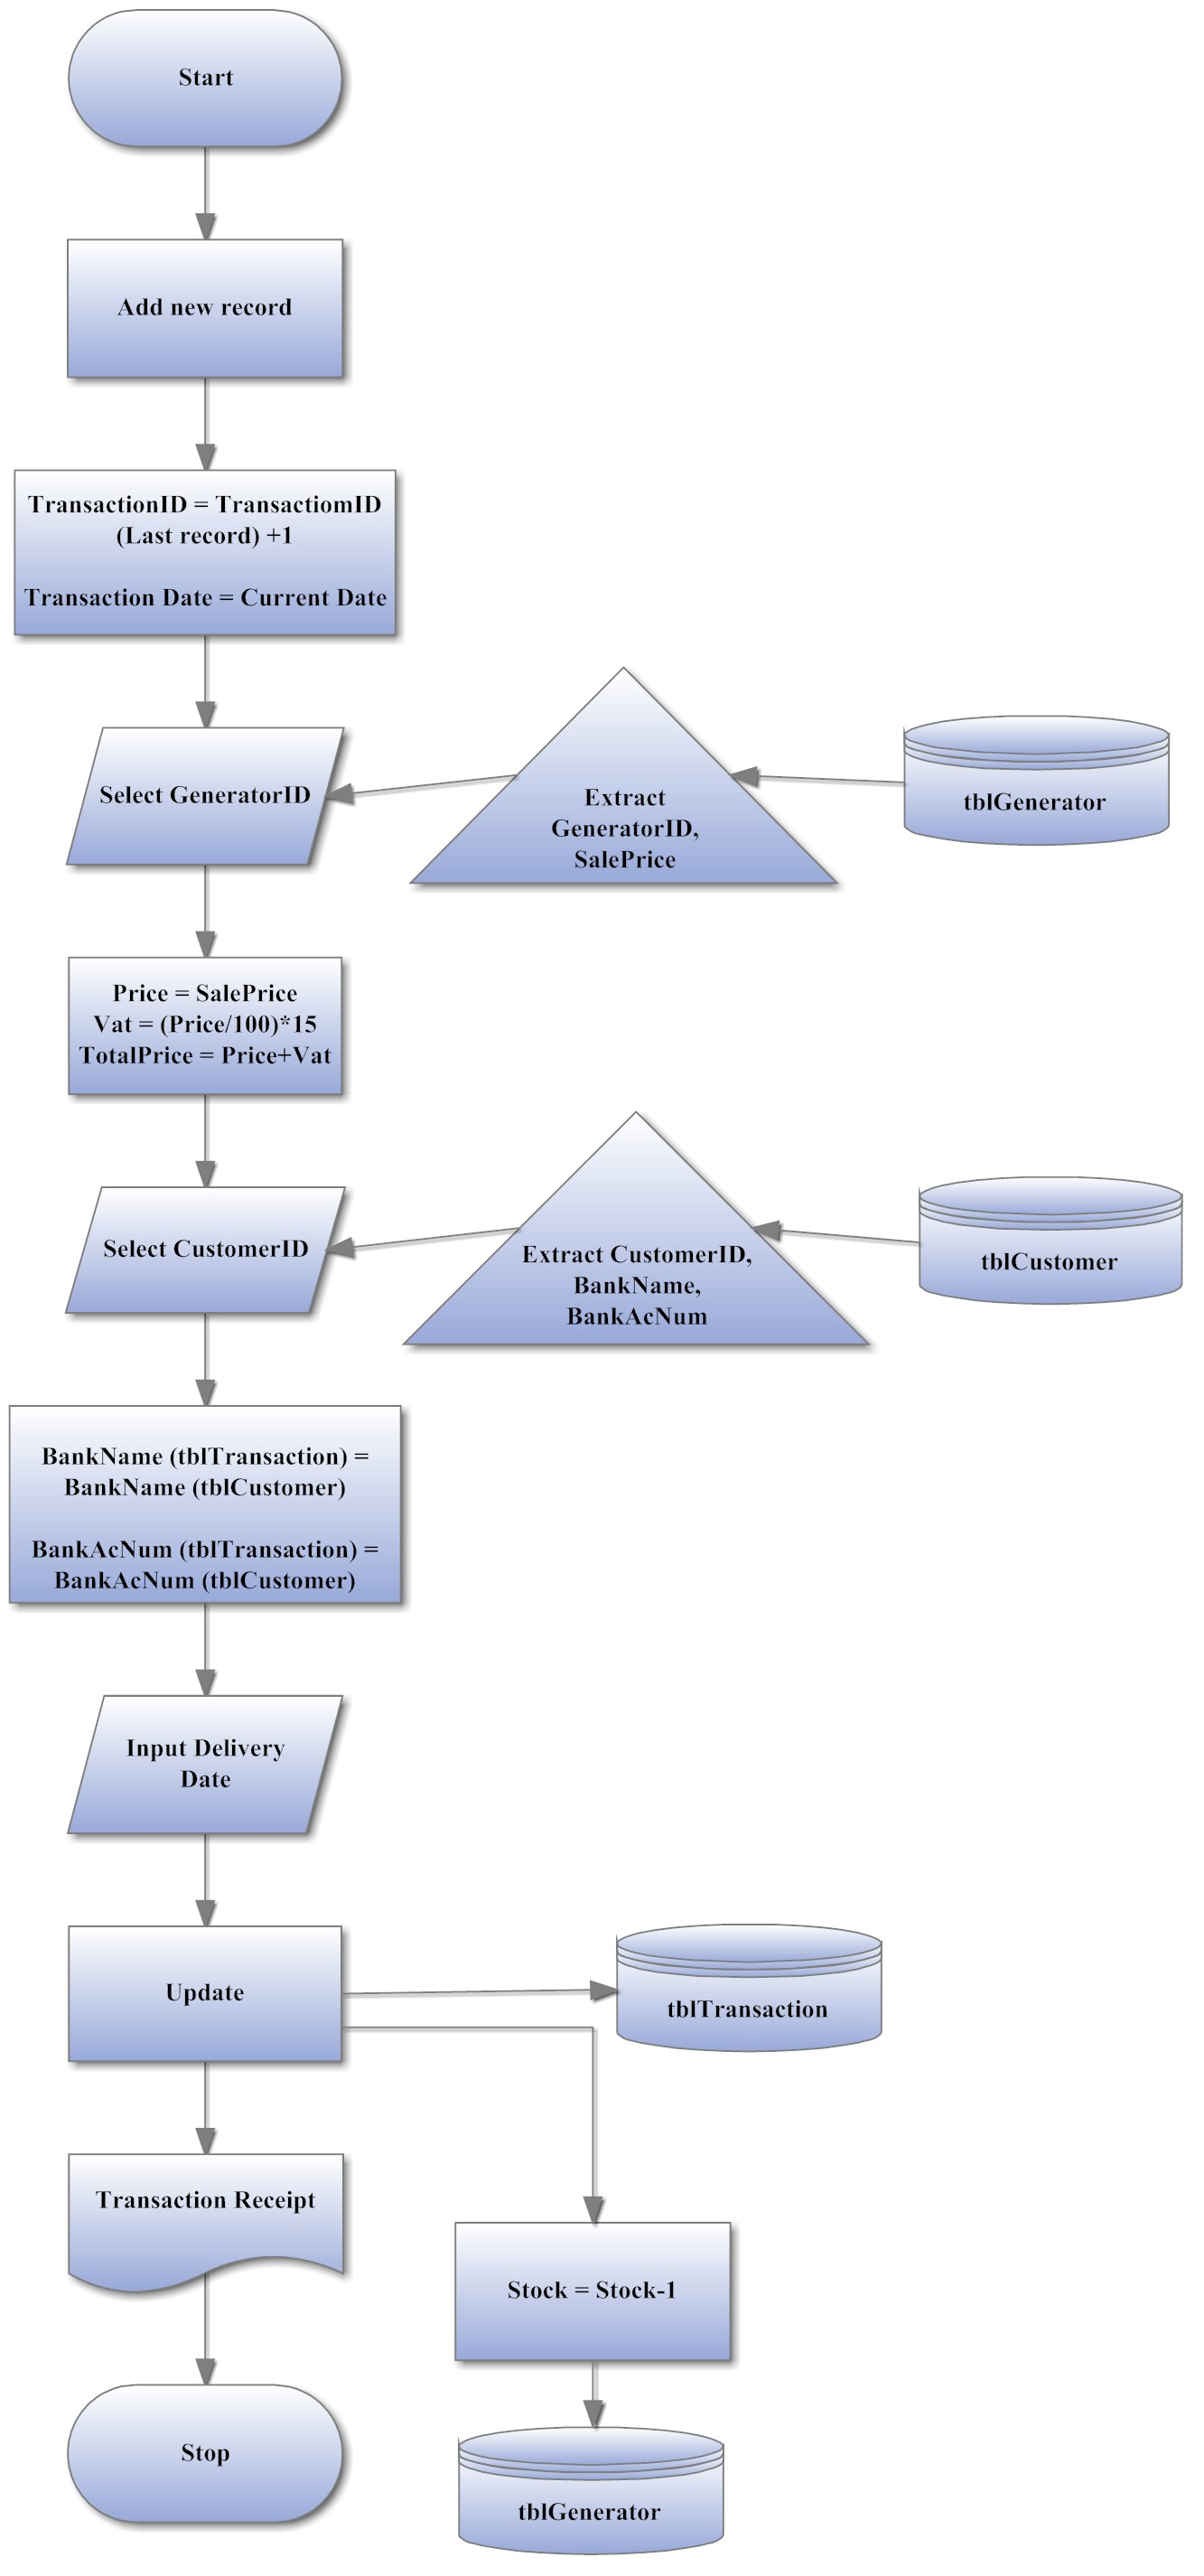 Start
Add new record
TransactionID = TransactiomID
(Last record) +1
Transaction Date = Current Date
Select GeneratorID
Extract
GeneratorID,
SalePrice
tblGenerator
Price = SalePrice
Vat = (Price/100)*15
TotalPrice = Price+Vat
Select CustomerID
Extract CustomerID,
BankName,
BankAcNum
tblCustomer
BankName (tblTransaction) =
BankName (tblCustomer)
BankAcNum (tblTransaction) =
BankAcNum (tblCustomer)
Input Delivery
Date
Update
tblTransaction
Transaction Receipt
Stock = Stock-1
Stop
tblGenerator